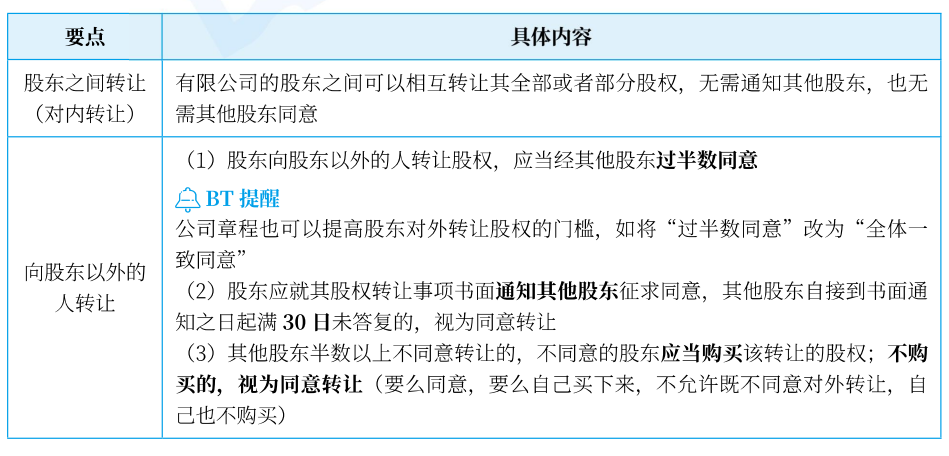 要点
具体内容
股东之间转让
（对内转让）
有限公司的股东之间可以相互转让其全部或者部分股权，无需通知其他股东，也无
需其他股东同意
向股东以外的
人转让
（1）股东向股东以外的人转让股权，应当经其他股东过半数同意
BT 提醒
公司章程也可以提高股东对外转让股权的门槛，如将“过半数同意”改为“全体一
致同意”
（2）股东应就其股权转让事项书面通知其他股东征求同意，其他股东自接到书面通
知之日起满 30 日未答复的，视为同意转让
（3）其他股东半数以上不同意转让的，不同意的股东应当购买该转让的股权；不购
买的，视为同意转让（要么同意，要么自己买下来，不允许既不同意对外转让，自
己也不购买）